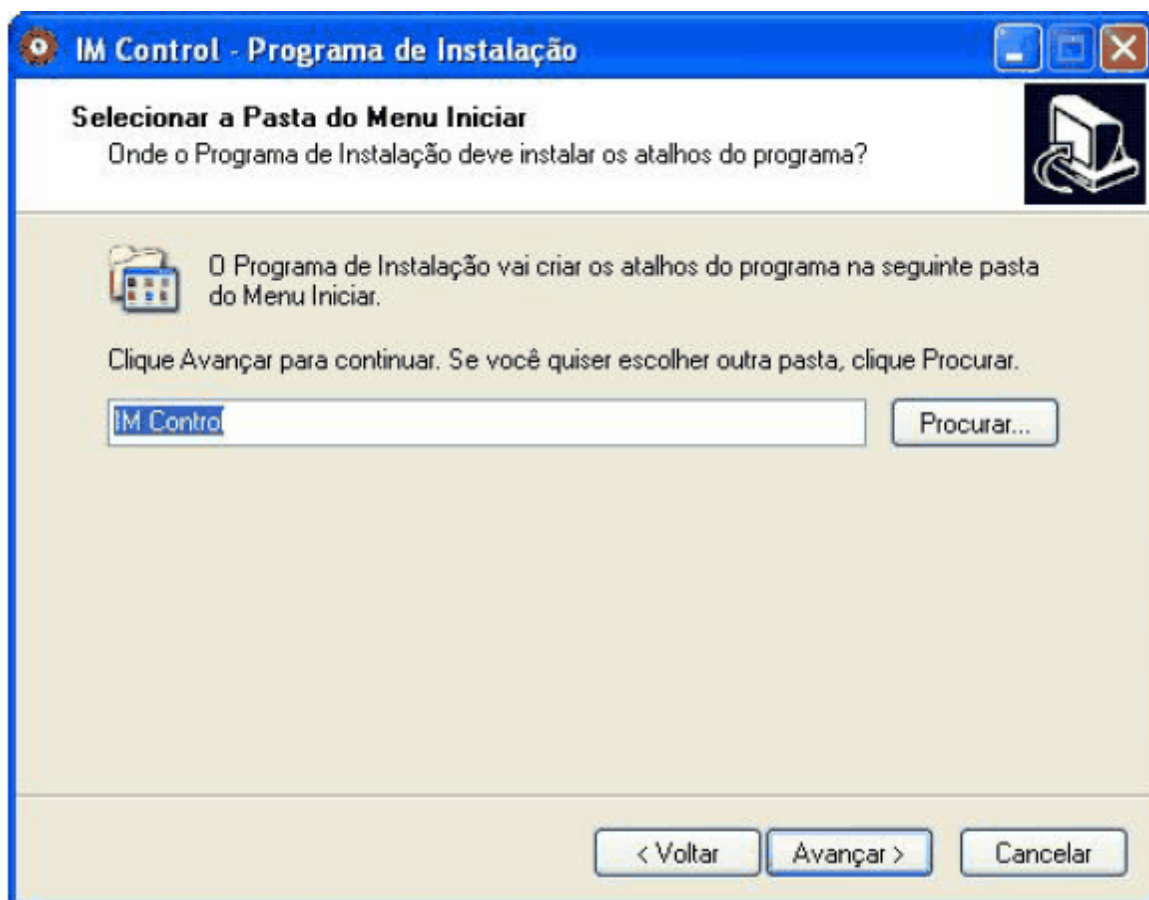 IM Control - Programa de Instalação
Selecionar a Pasta do Menu Iniciar
Onde o Programa de Instalação deve instalar os atalhos do programa?
O Programa de Instalação vai criar os atalhos do programa na seguinte pasta
do Menu Iniciar.
Clique Avançar para continuar. Se você quiser escolher outra pasta, clique Procurar.
IM Control
Procurar...
< Voltar
Avançar >
Cancelar